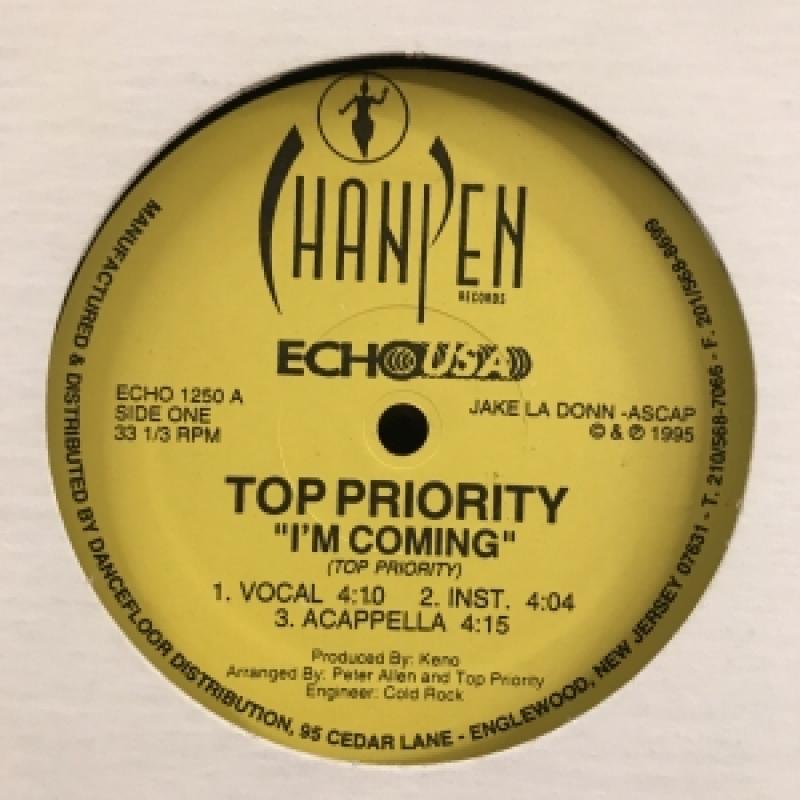 CHANPEN
RECORDS
ECHO USA
ECHO 1250 A
SIDE ONE
33 1/3 RPM
JAKE LA DONN -ASCAP
© & ℗ 1995
TOP PRIORITY
"I'M COMING"
(TOP PRIORITY)
1. VOCAL 4:10 2. INST. 4:04
3. ACAPPELLA 4:15
Produced By: Keno
Arranged By: Peter Allen and Top Priority
Engineer: Cold Rock
MANUFACTURED & DISTRIBUTED BY DANCEFLOOR DISTRIBUTION, 95 CEDAR LANE - ENGLEWOOD, NEW JERSEY 07631 - T. 210/568-7066 - F. 201/568-8699